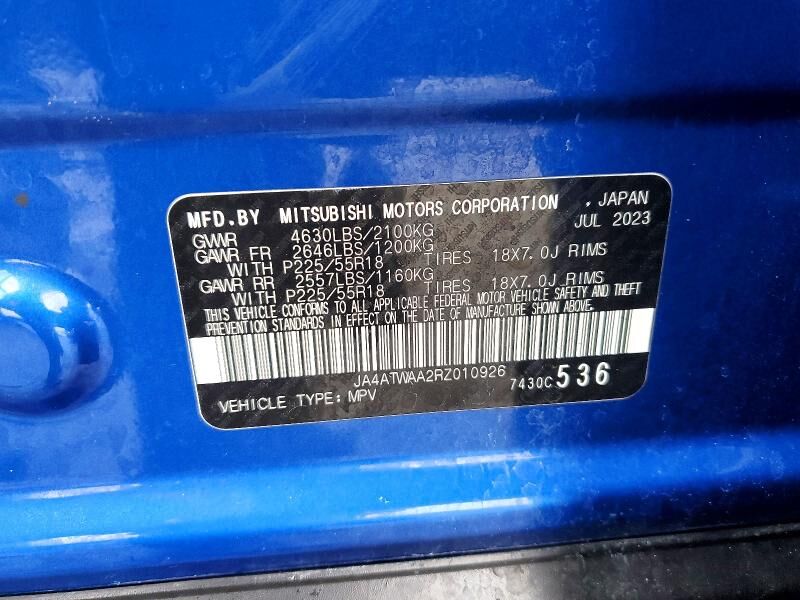 MFD.BY MITSUBISHI MOTORS CORPORATION . JAPAN
JUL 2023
GWWR 4630LBS/2100KG
GAWR FR 2646LBS/1200KG
WITH P225/55R18 TIRES 18X7.0J RIMS
GAWR RR 2557LBS/1160KG
WITH P225/55R18 TIRES 18X7.0J RIMS
THIS VEHICLE CONFORMS TO ALL APPLICABLE FEDERAL MOTOR VEHICLE SAFETY AND THEFT
PREVENTION STANDARDS IN EFFECT ON THE DATE OF MANUFACTURE SHOWN ABOVE.
JA4ATWAA2RZ010926
7430C 536
VEHICLE TYPE: MPV